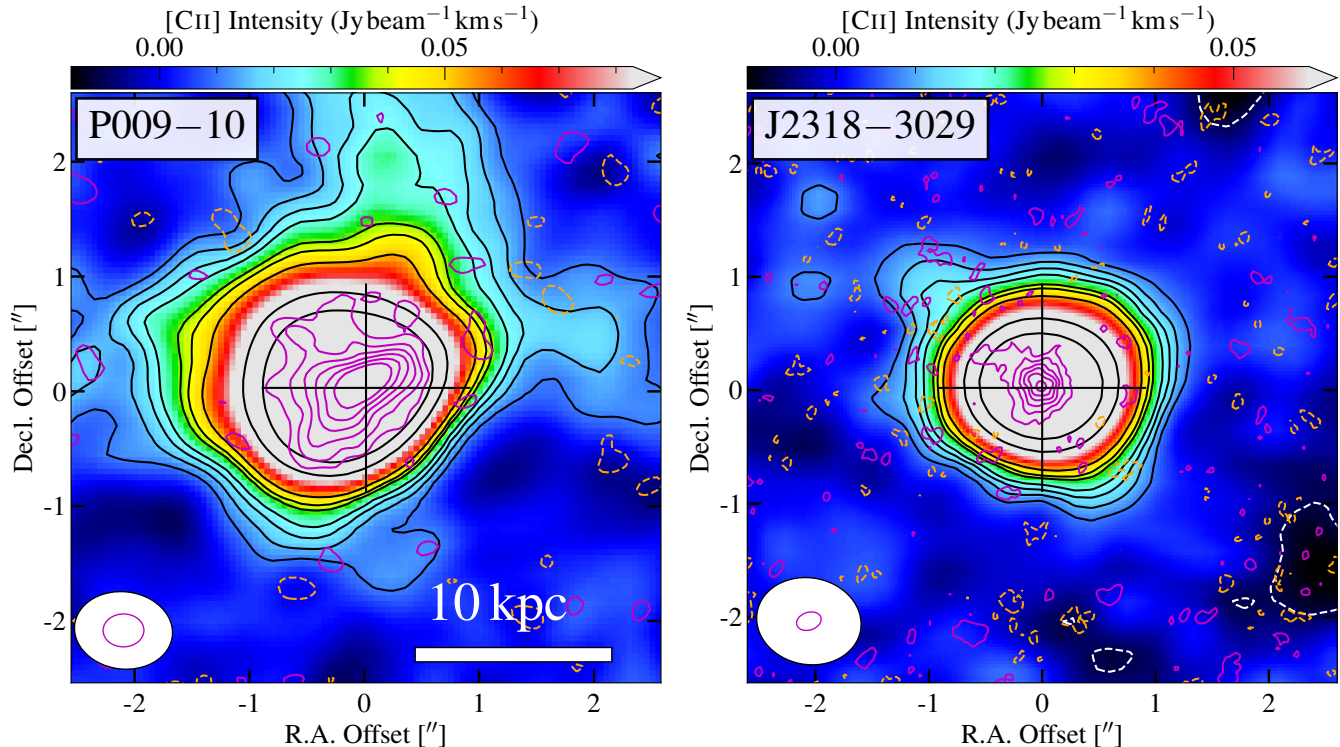 [CII] Intensity (Jy beam⁻¹ km s⁻¹)
0.00 0.05
P009−10
2
1
0
-1
-2
Decl. Offset [″]
10 kpc
-2 -1 0 1 2
R.A. Offset [″]
[CII] Intensity (Jy beam⁻¹ km s⁻¹)
0.00 0.05
J2318−3029
2
1
0
-1
-2
Decl. Offset [″]
-2 -1 0 1 2
R.A. Offset [″]